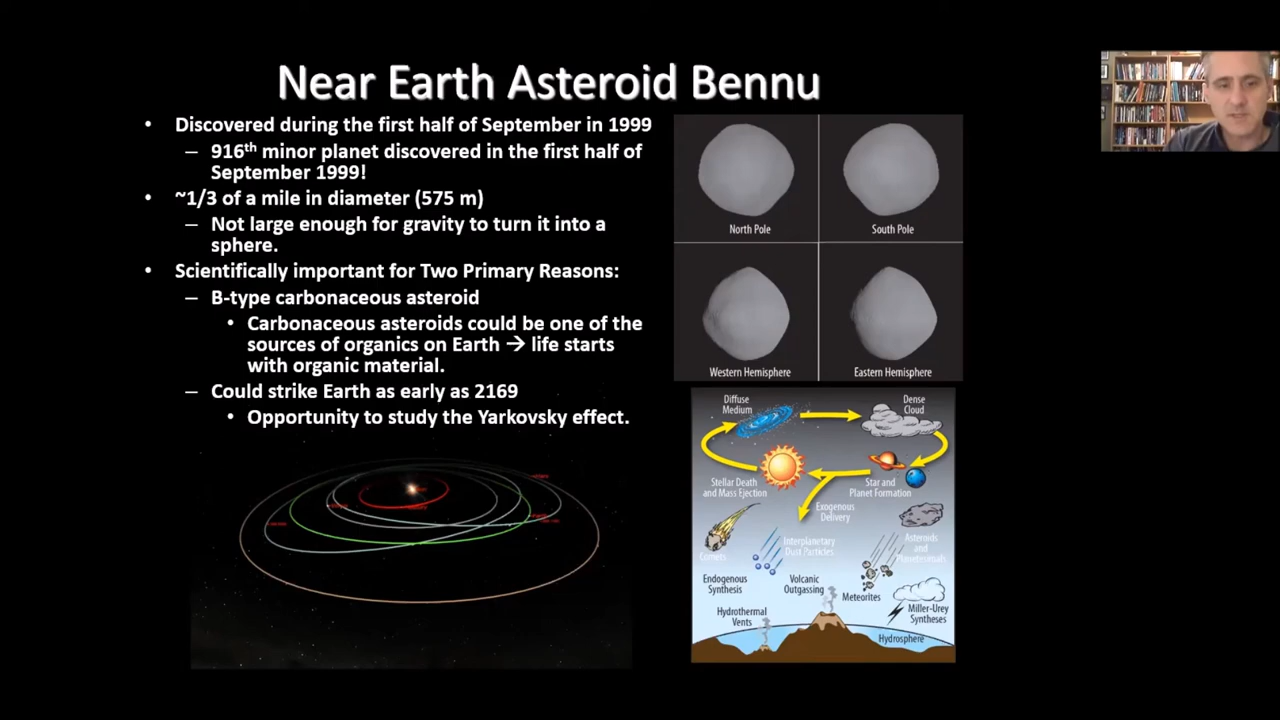 Near Earth Asteroid Bennu
• Discovered during the first half of September in 1999
– 916th minor planet discovered in the first half of
September 1999!
• ~1/3 of a mile in diameter (575 m)
– Not large enough for gravity to turn it into a
sphere.
• Scientifically important for Two Primary Reasons:
– B-type carbonaceous asteroid
• Carbonaceous asteroids could be one of the
sources of organics on Earth → life starts
with organic material.
– Could strike Earth as early as 2169
• Opportunity to study the Yarkovsky effect.
North Pole
South Pole
Western Hemisphere
Eastern Hemisphere
Diffuse
Medium
Dense
Cloud
Stellar Death
and Mass Ejection
Star and
Planet Formation
Exogenous
Delivery
Comets
Interplanetary
Dust Particles
Asteroids
and
Planetesimals
Endogenous
Synthesis
Volcanic
Outgassing
Meteorites
Hydrothermal
Vents
Miller-Urey
Syntheses
Hydrosphere